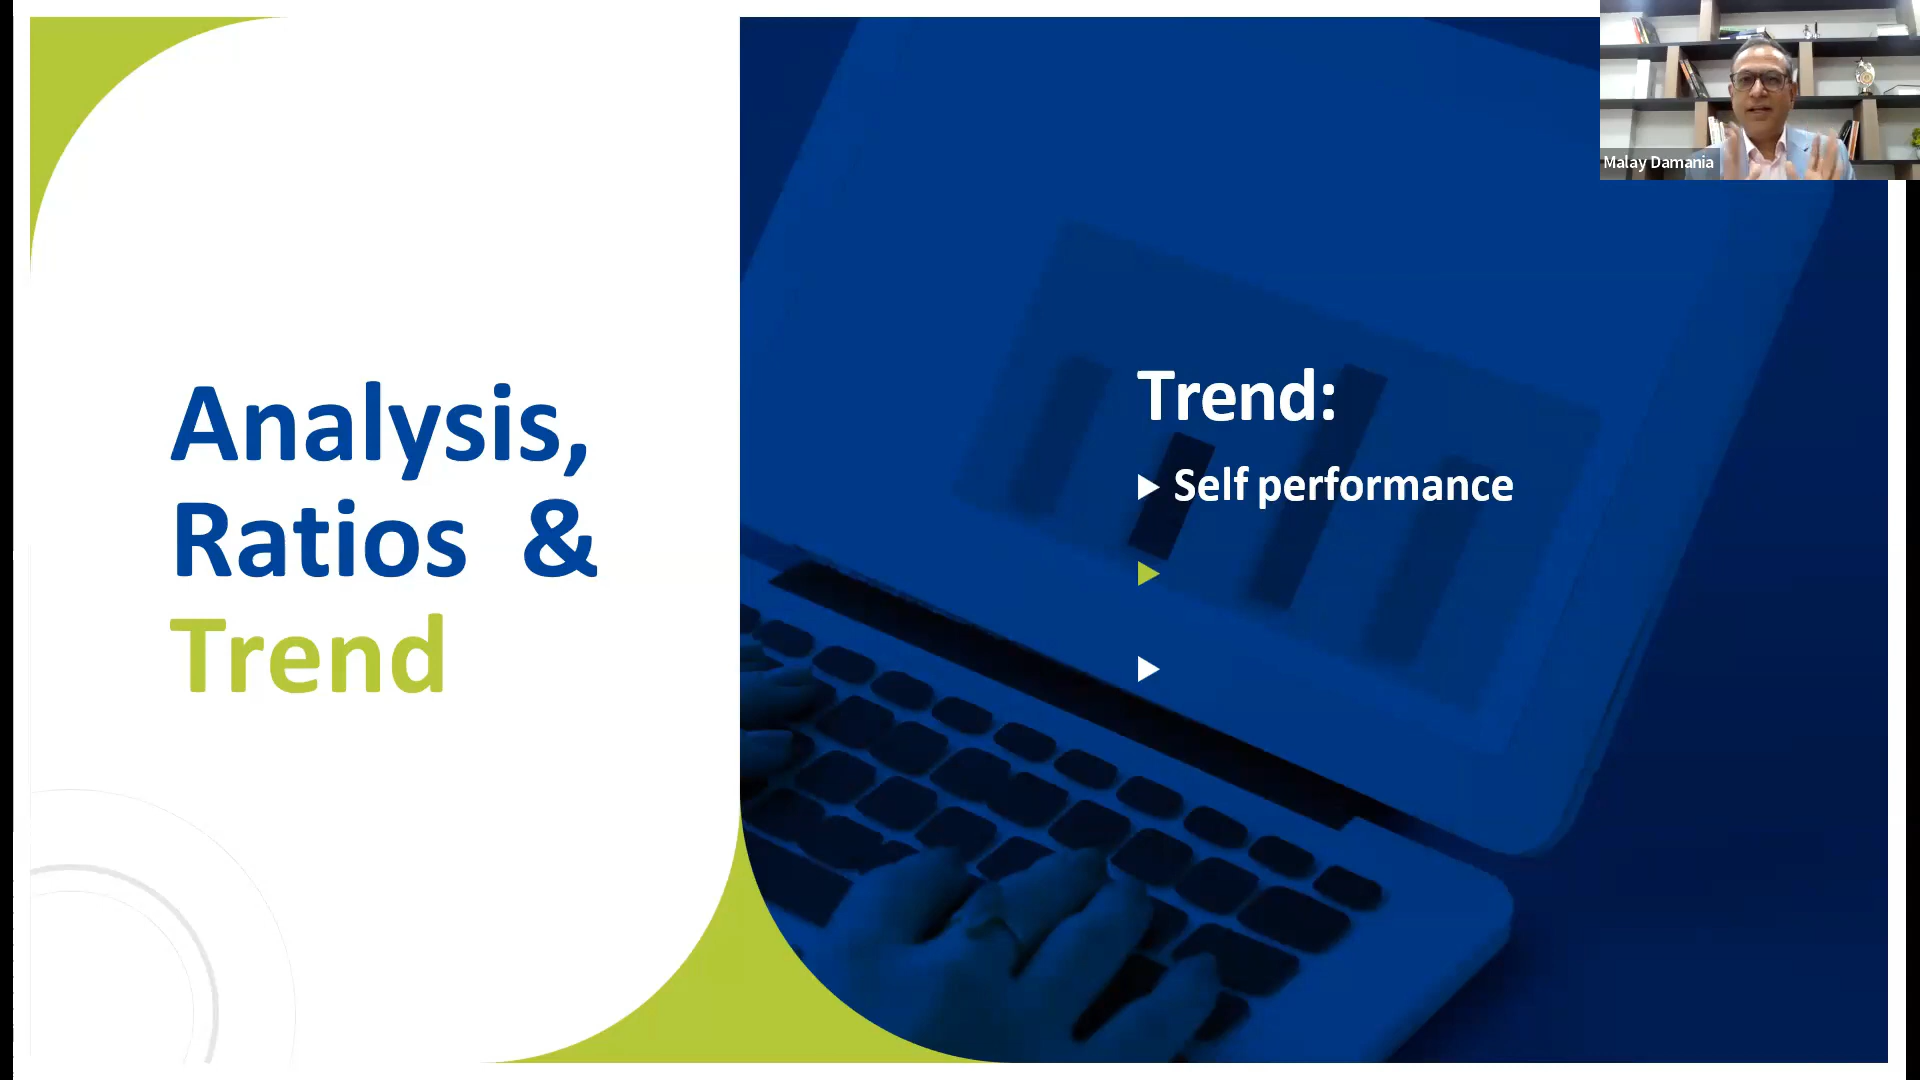 Malay Damania
Analysis,
Ratios &
Trend
Trend:
Self performance